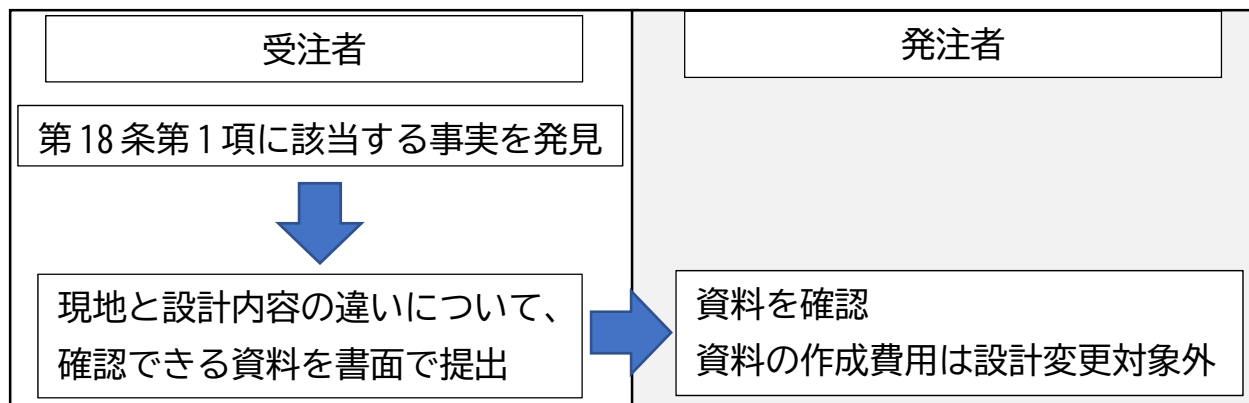 受注者
発注者
第18条第1項に該当する事実を発見
現地と設計内容の違いについて、
確認できる資料を書面で提出
資料を確認
資料の作成費用は設計変更対象外